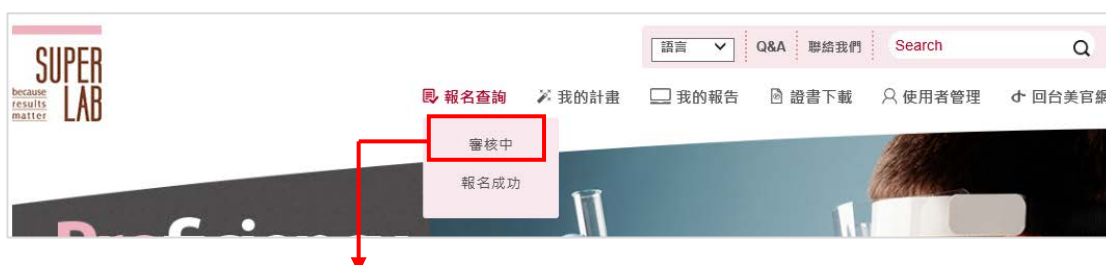 SUPER
LAB
because
results
matter
語言
Q&A
聯絡我們
Search
報名查詢
我的計畫
我的報告
證書下載
使用者管理
回台美官網
審核中
報名成功